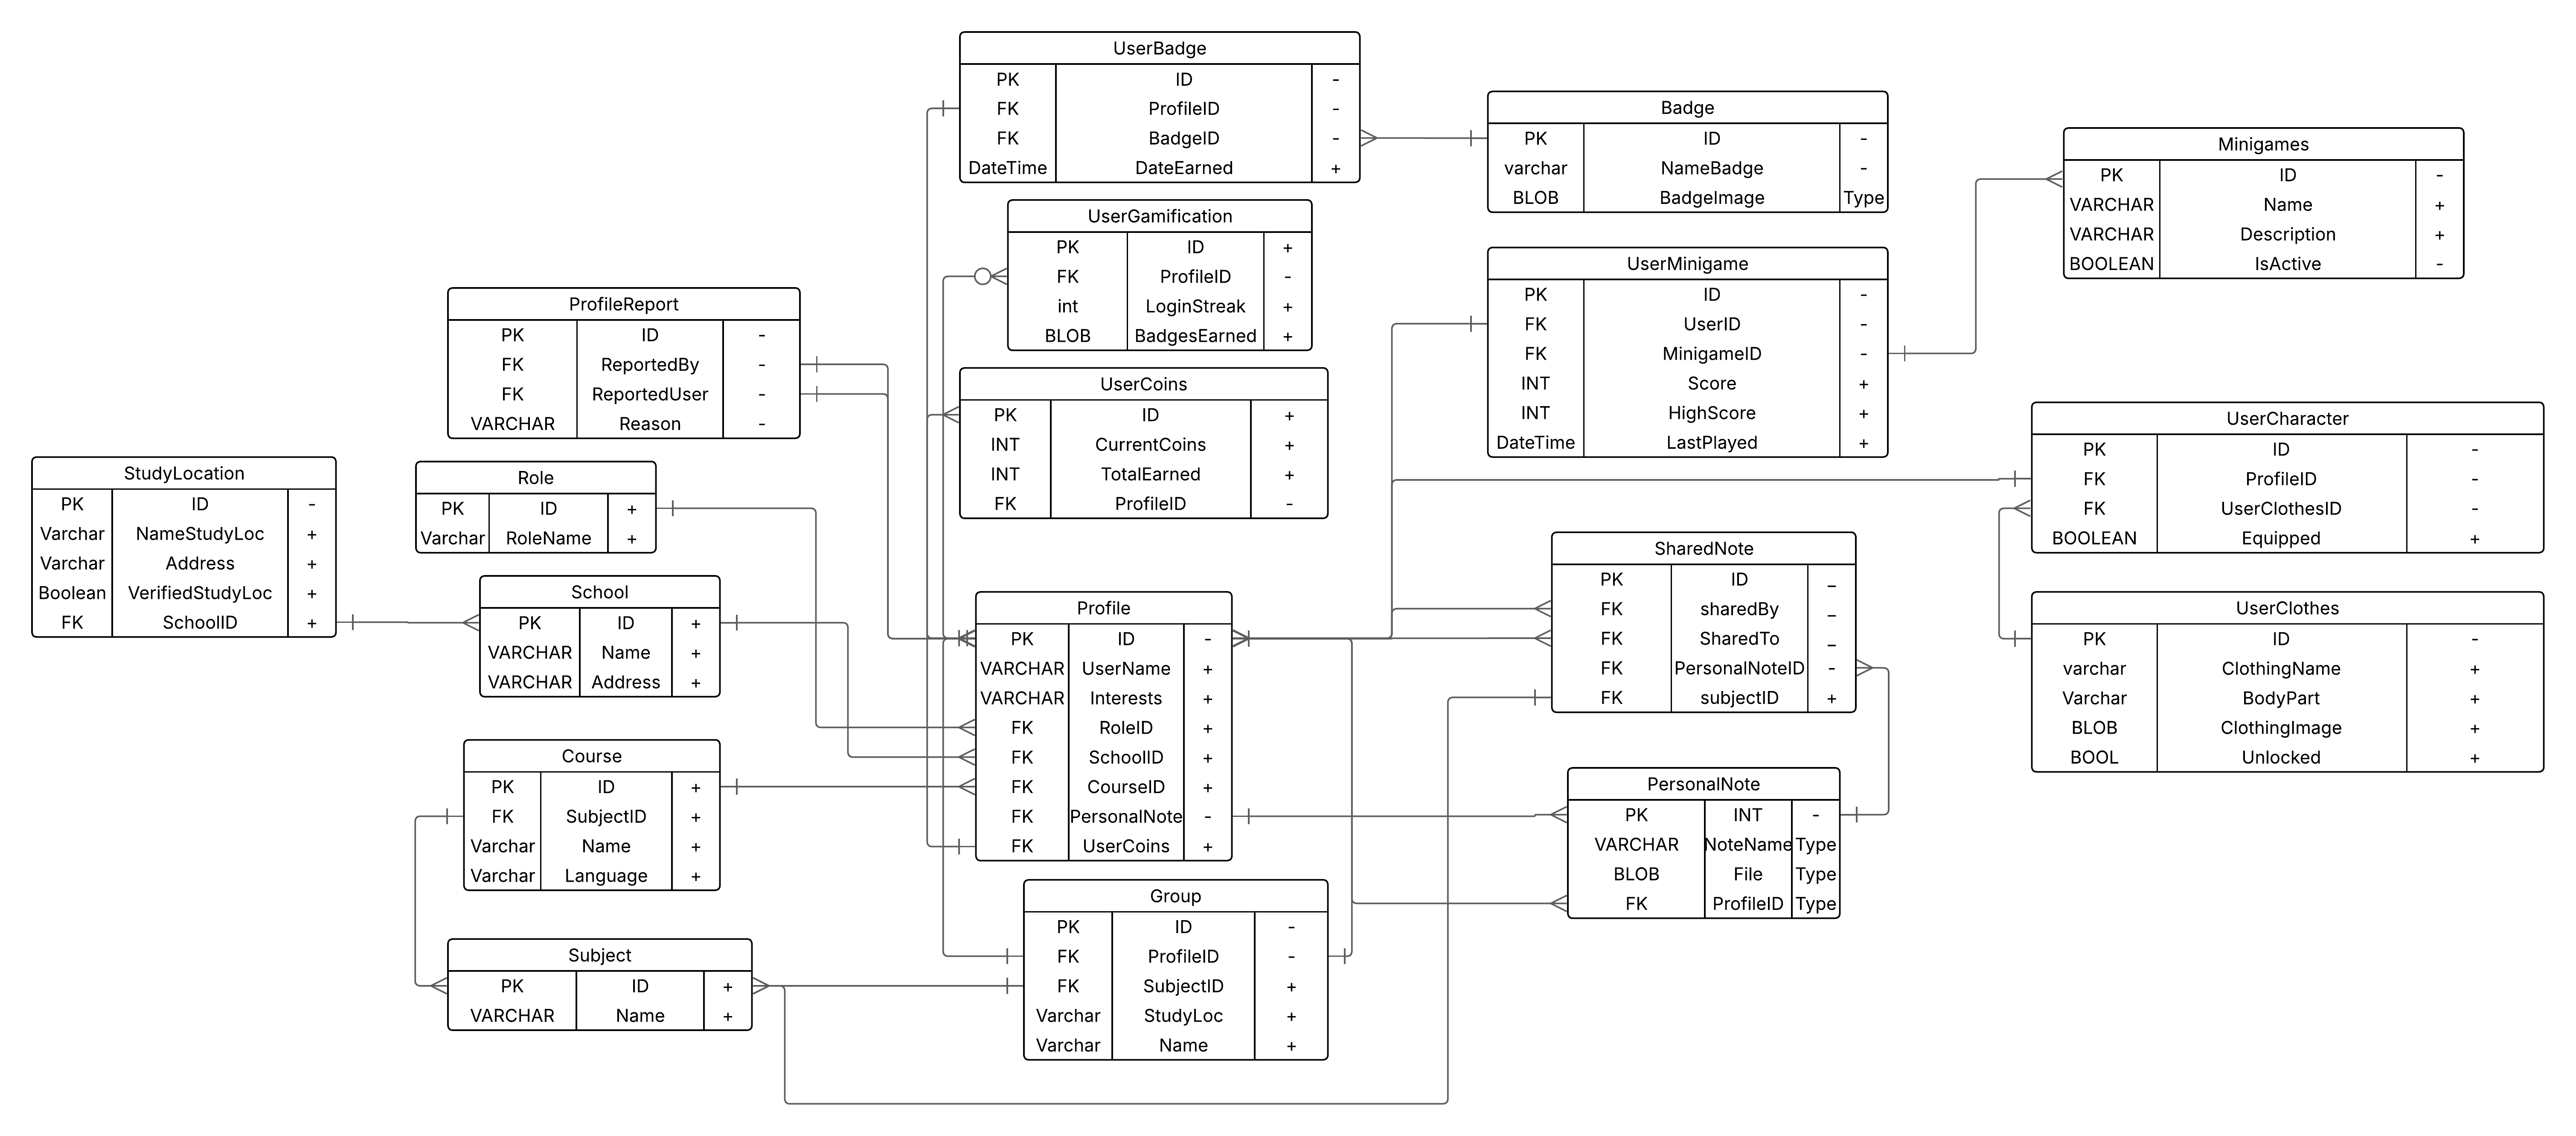 UserBadge
PK ID -
FK ProfileID -
FK BadgeID -
DateTime DateEarned +
Badge
PK ID -
varchar NameBadge -
BLOB BadgeImage Type
Minigames
PK ID -
VARCHAR Name +
VARCHAR Description +
BOOLEAN IsActive -
UserGamification
PK ID +
FK ProfileID -
int LoginStreak +
BLOB BadgesEarned +
UserMinigame
PK ID -
FK UserID -
FK MinigameID -
INT Score +
INT HighScore +
DateTime LastPlayed +
ProfileReport
PK ID -
FK ReportedBy -
FK ReportedUser -
VARCHAR Reason -
UserCoins
PK ID +
INT CurrentCoins +
INT TotalEarned +
FK ProfileID -
UserCharacter
PK ID -
FK ProfileID -
FK UserClothesID -
BOOLEAN Equipped +
StudyLocation
PK ID -
Varchar NameStudyLoc +
Varchar Address +
Boolean VerifiedStudyLoc +
FK SchoolID +
Role
PK ID +
Varchar RoleName +
School
PK ID +
VARCHAR Name +
VARCHAR Address +
Profile
PK ID -
VARCHAR UserName +
VARCHAR Interests +
FK RoleID +
FK SchoolID +
FK CourseID +
FK PersonalNote -
FK UserCoins +
SharedNote
PK ID _
FK sharedBy _
FK SharedTo _
FK PersonalNoteID -
FK subjectID +
UserClothes
PK ID -
varchar ClothingName +
Varchar BodyPart +
BLOB ClothingImage +
BOOL Unlocked +
Course
PK ID +
FK SubjectID +
Varchar Name +
Varchar Language +
PersonalNote
PK INT -
VARCHAR NoteName Type
BLOB File Type
FK ProfileID Type
Group
PK ID -
FK ProfileID -
FK SubjectID +
Varchar StudyLoc +
Varchar Name +
Subject
PK ID +
VARCHAR Name +